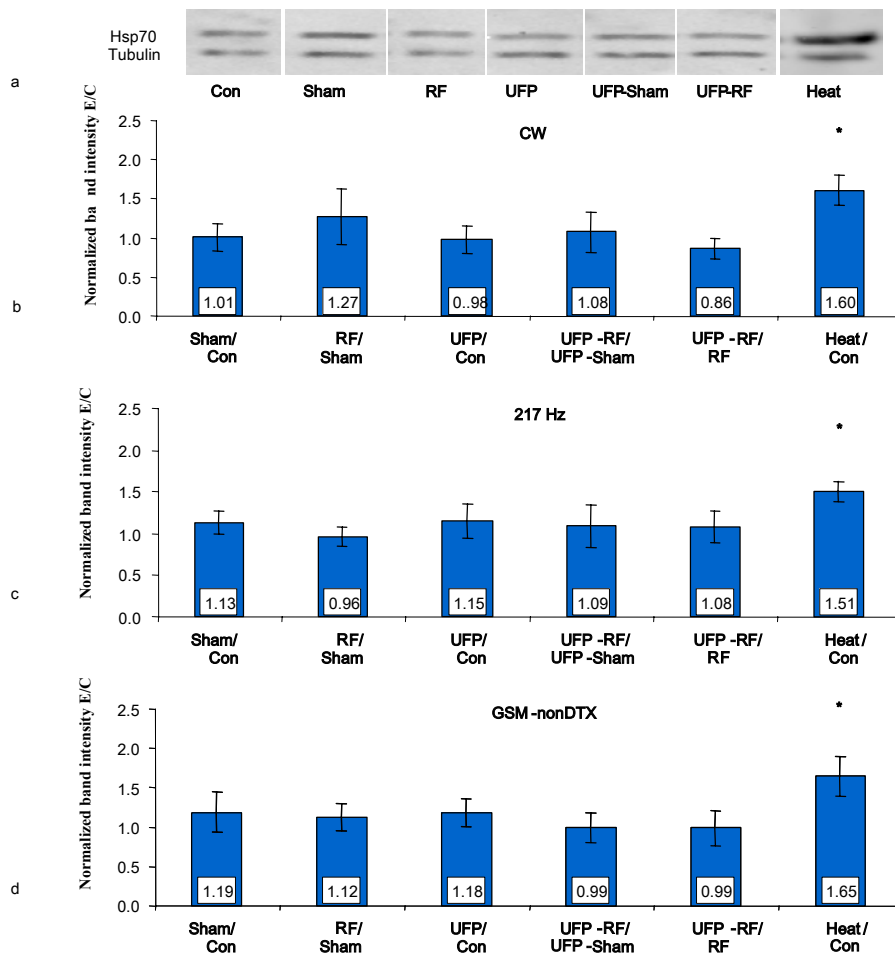 Hsp70
Tubulin
a
Con Sham RF UFP UFP-Sham UFP-RF Heat
b
Normalized ba nd intensity E/C
CW
*
2.5
2.0
1.5
1.0
0.5
0.0
1.01 1.27 0..98 1.08 0.86 1.60
Sham/ RF/ UFP/ UFP -RF/ UFP -RF/ Heat/
Con Sham Con UFP-Sham RF Con
c
Normalized band intensity E/C
217 Hz
*
2.5
2.0
1.5
1.0
0.5
0.0
1.13 0.96 1.15 1.09 1.08 1.51
Sham/ RF/ UFP/ UFP -RF/ UFP -RF/ Heat/
Con Sham Con UFP-Sham RF Con
d
Normalized band intensity E/C
GSM-nonDTX
*
2.5
2.0
1.5
1.0
0.5
0.0
1.19 1.12 1.18 0.99 0.99 1.65
Sham/ RF/ UFP/ UFP -RF/ UFP -RF/ Heat/
Con Sham Con UFP-Sham RF Con